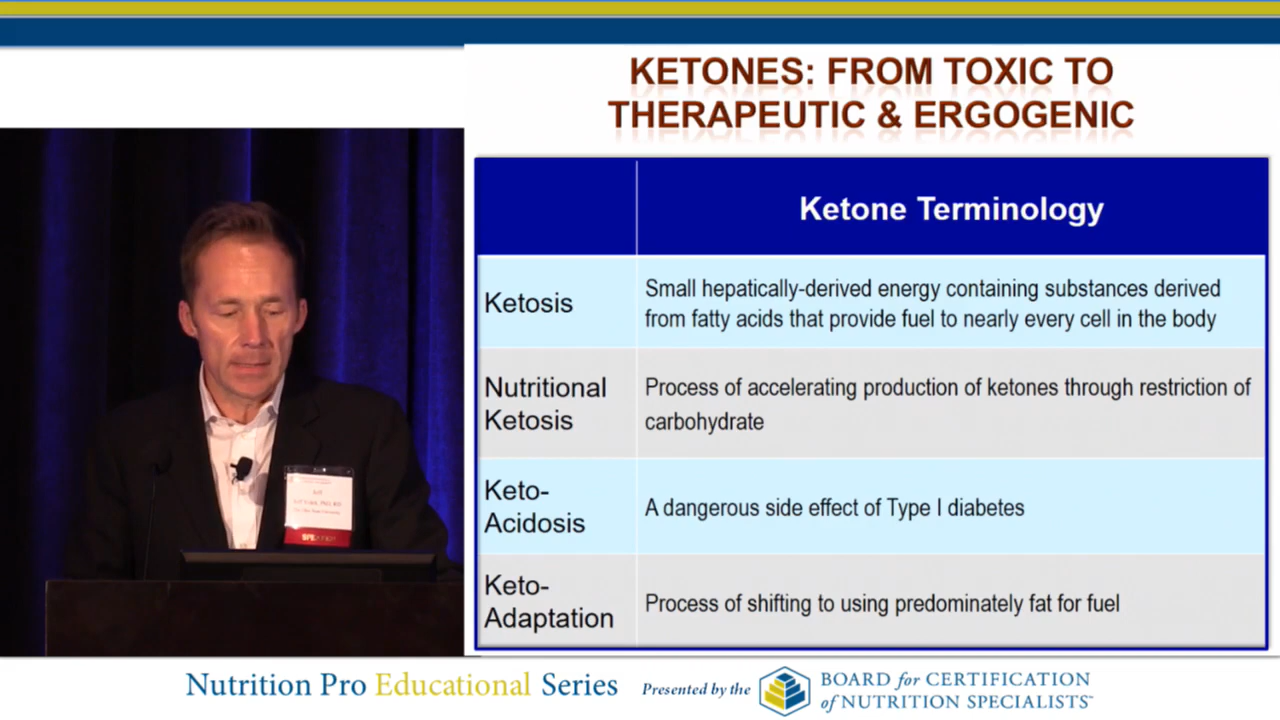 KETONES: FROM TOXIC TO
THERAPEUTIC & ERGOGENIC
Ketone Terminology
Ketosis
Small hepatically-derived energy containing substances derived
from fatty acids that provide fuel to nearly every cell in the body
Nutritional
Ketosis
Process of accelerating production of ketones through restriction of
carbohydrate
Keto-
Acidosis
A dangerous side effect of Type I diabetes
Keto-
Adaptation
Process of shifting to using predominately fat for fuel
SPEAKER
Nutrition Pro Educational Series
Presented by the
BOARD for CERTIFICATION
of NUTRITION SPECIALISTS